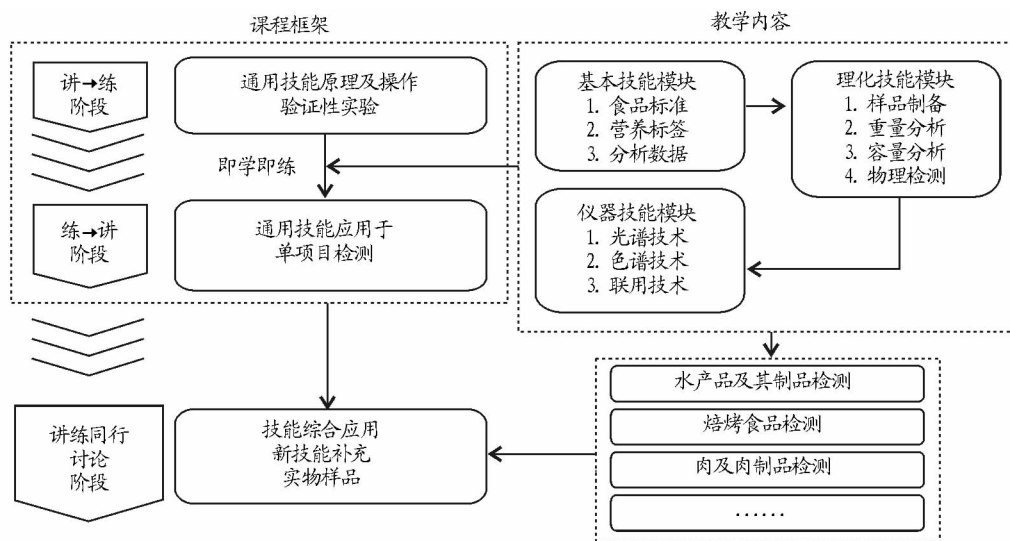 课程框架
讲→练
阶段
通用技能原理及操作
验证性实验
即学即练
练→讲
阶段
通用技能应用于
单项目检测
讲练同行
讨论
阶段
技能综合应用
新技能补充
实物样品
教学内容
基本技能模块
1. 食品标准
2. 营养标签
3. 分析数据
理化技能模块
1. 样品制备
2. 重量分析
3. 容量分析
4. 物理检测
仪器技能模块
1. 光谱技术
2. 色谱技术
3. 联用技术
水产品及其制品检测
焙烤食品检测
肉及肉制品检测
……